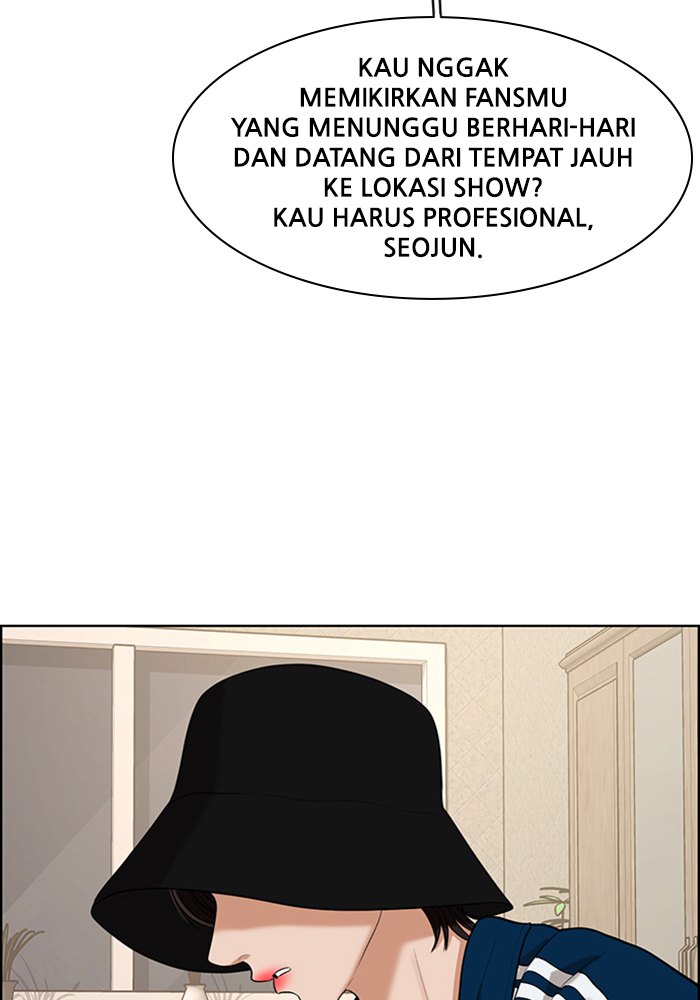 KAU NGGAK
MEMIKIRKAN FANSMU
YANG MENUNGGU BERHARI-HARI
DAN DATANG DARI TEMPAT JAUH
KE LOKASI SHOW?
KAU HARUS PROFESIONAL,
SEOJUN.